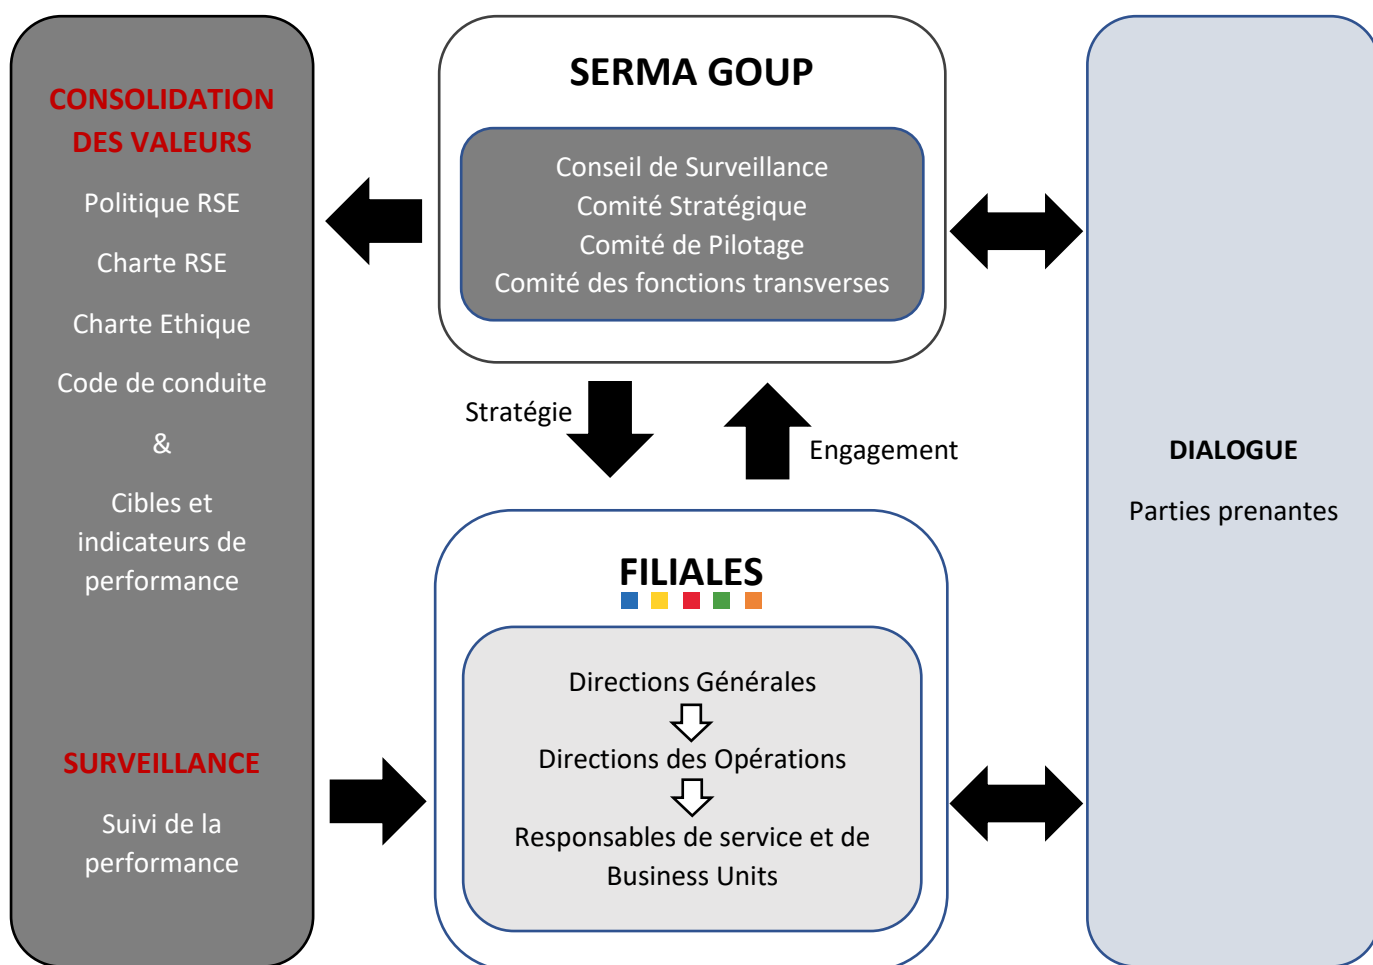 CONSOLIDATION
DES VALEURS
Politique RSE
Charte RSE
Charte Ethique
Code de conduite
&
Cibles et
indicateurs de
performance
SURVEILLANCE
Suivi de la
performance
SERMA GOUP
Conseil de Surveillance
Comité Stratégique
Comité de Pilotage
Comité des fonctions transverses
Stratégie
Engagement
FILIALES
Directions Générales
Directions des Opérations
Responsables de service et de
Business Units
DIALOGUE
Parties prenantes